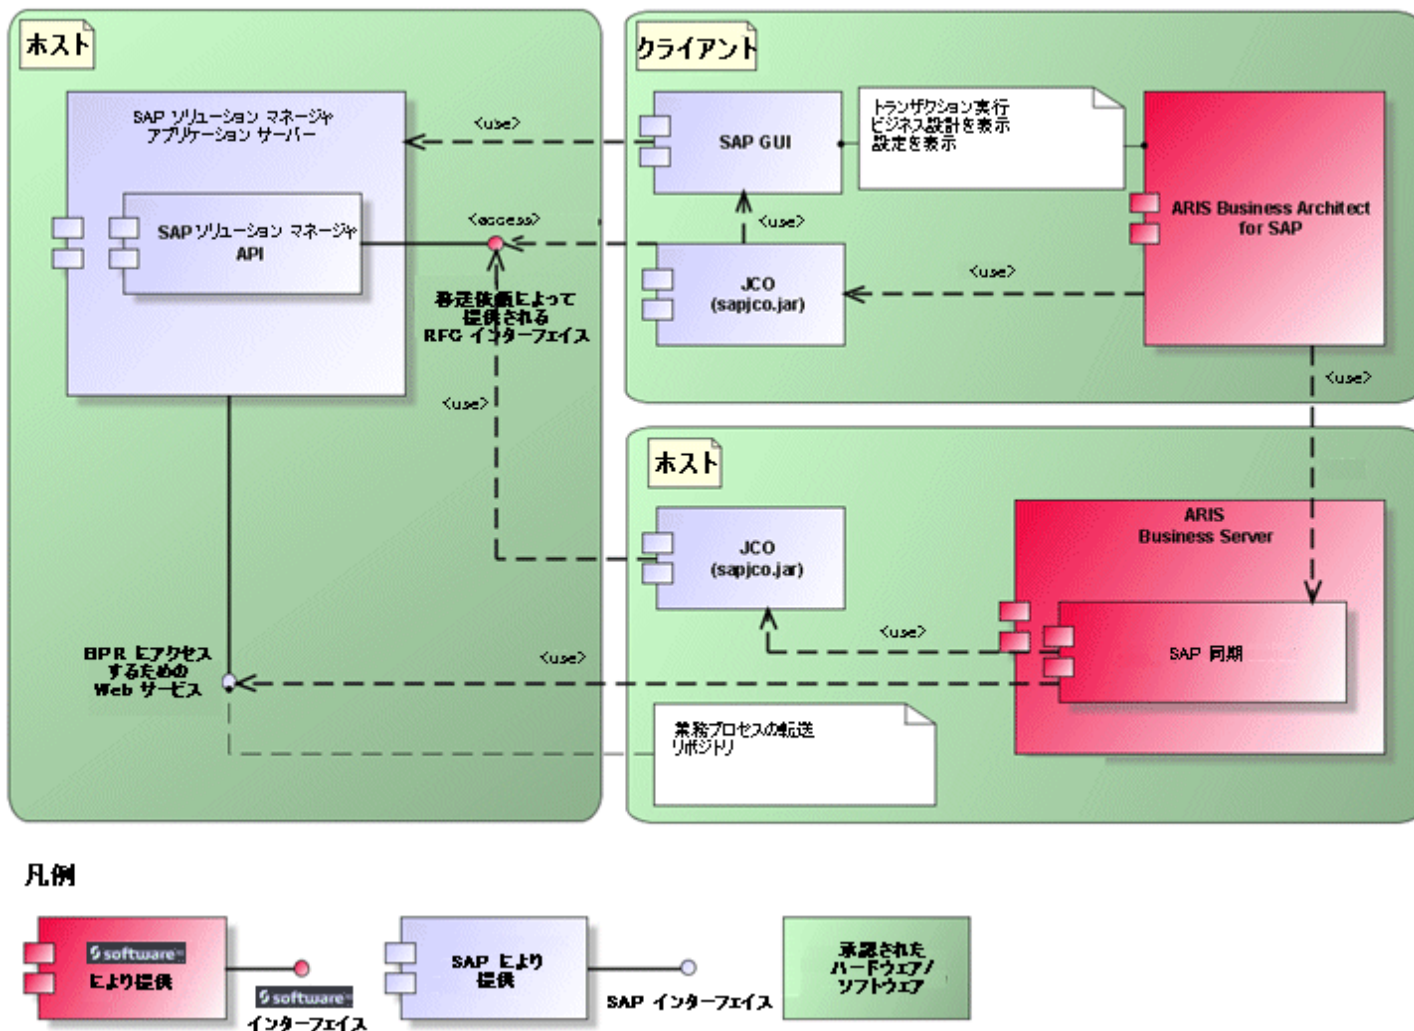 ホスト
SAP ソリューション マネージャ
アプリケーション サーバー
SAP ソリューション マネージャ
API
<use>
<access>
移送依頼によって
提供される
RFG インターフェイス
<use>
BPR にアクセス
するための
Web サービス
<use>
クライアント
SAP GUI
トランザクション実行
ビジネス設計を表示
設定を表示
ARIS Business Architect
for SAP
<use>
JCO
(sapjco.jar)
<use>
<use>
ホスト
JCO
(sapjco.jar)
ARIS
Business Server
<use>
SAP 同期
業務プロセスの転送
リポジトリ
凡例
software
により提供
software
インターフェイス
SAP により
提供
SAP インターフェイス
承認された
ハードウェア/
ソフトウェア